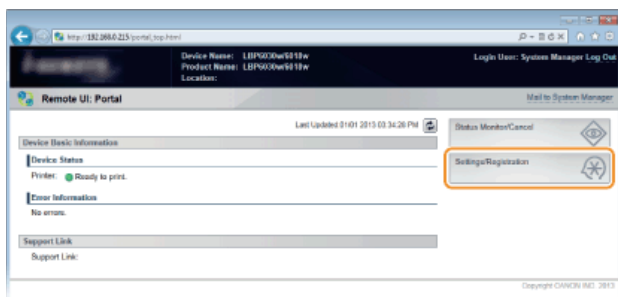 http://192.168.0.215/portal_top.html
Device Name: LBP6030w/6018w
Product Name: LBP6030w/6018w
Location:
Login User: System Manager Log Out
Remote UI: Portal
Mail to System Manager
Last Updated 01/01 2013 03:34:28 PM
Device Basic Information
Device Status
Printer: Ready to print.
Error Information
No errors.
Support Link
Support Link:
Status Monitor/Cancel
Settings/Registration
Copyright CANON INC. 2013